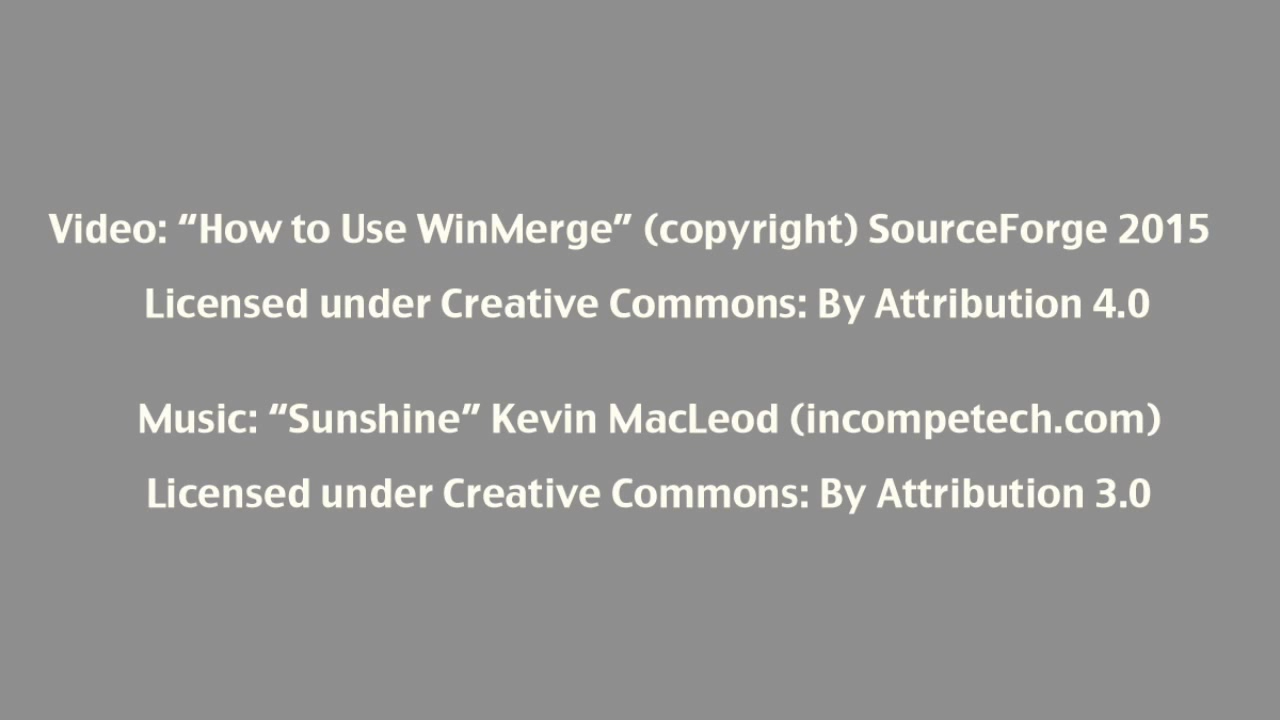 Video: “How to Use WinMerge” (copyright) SourceForge 2015
Licensed under Creative Commons: By Attribution 4.0
Music: “Sunshine” Kevin MacLeod (incompetech.com)
Licensed under Creative Commons: By Attribution 3.0